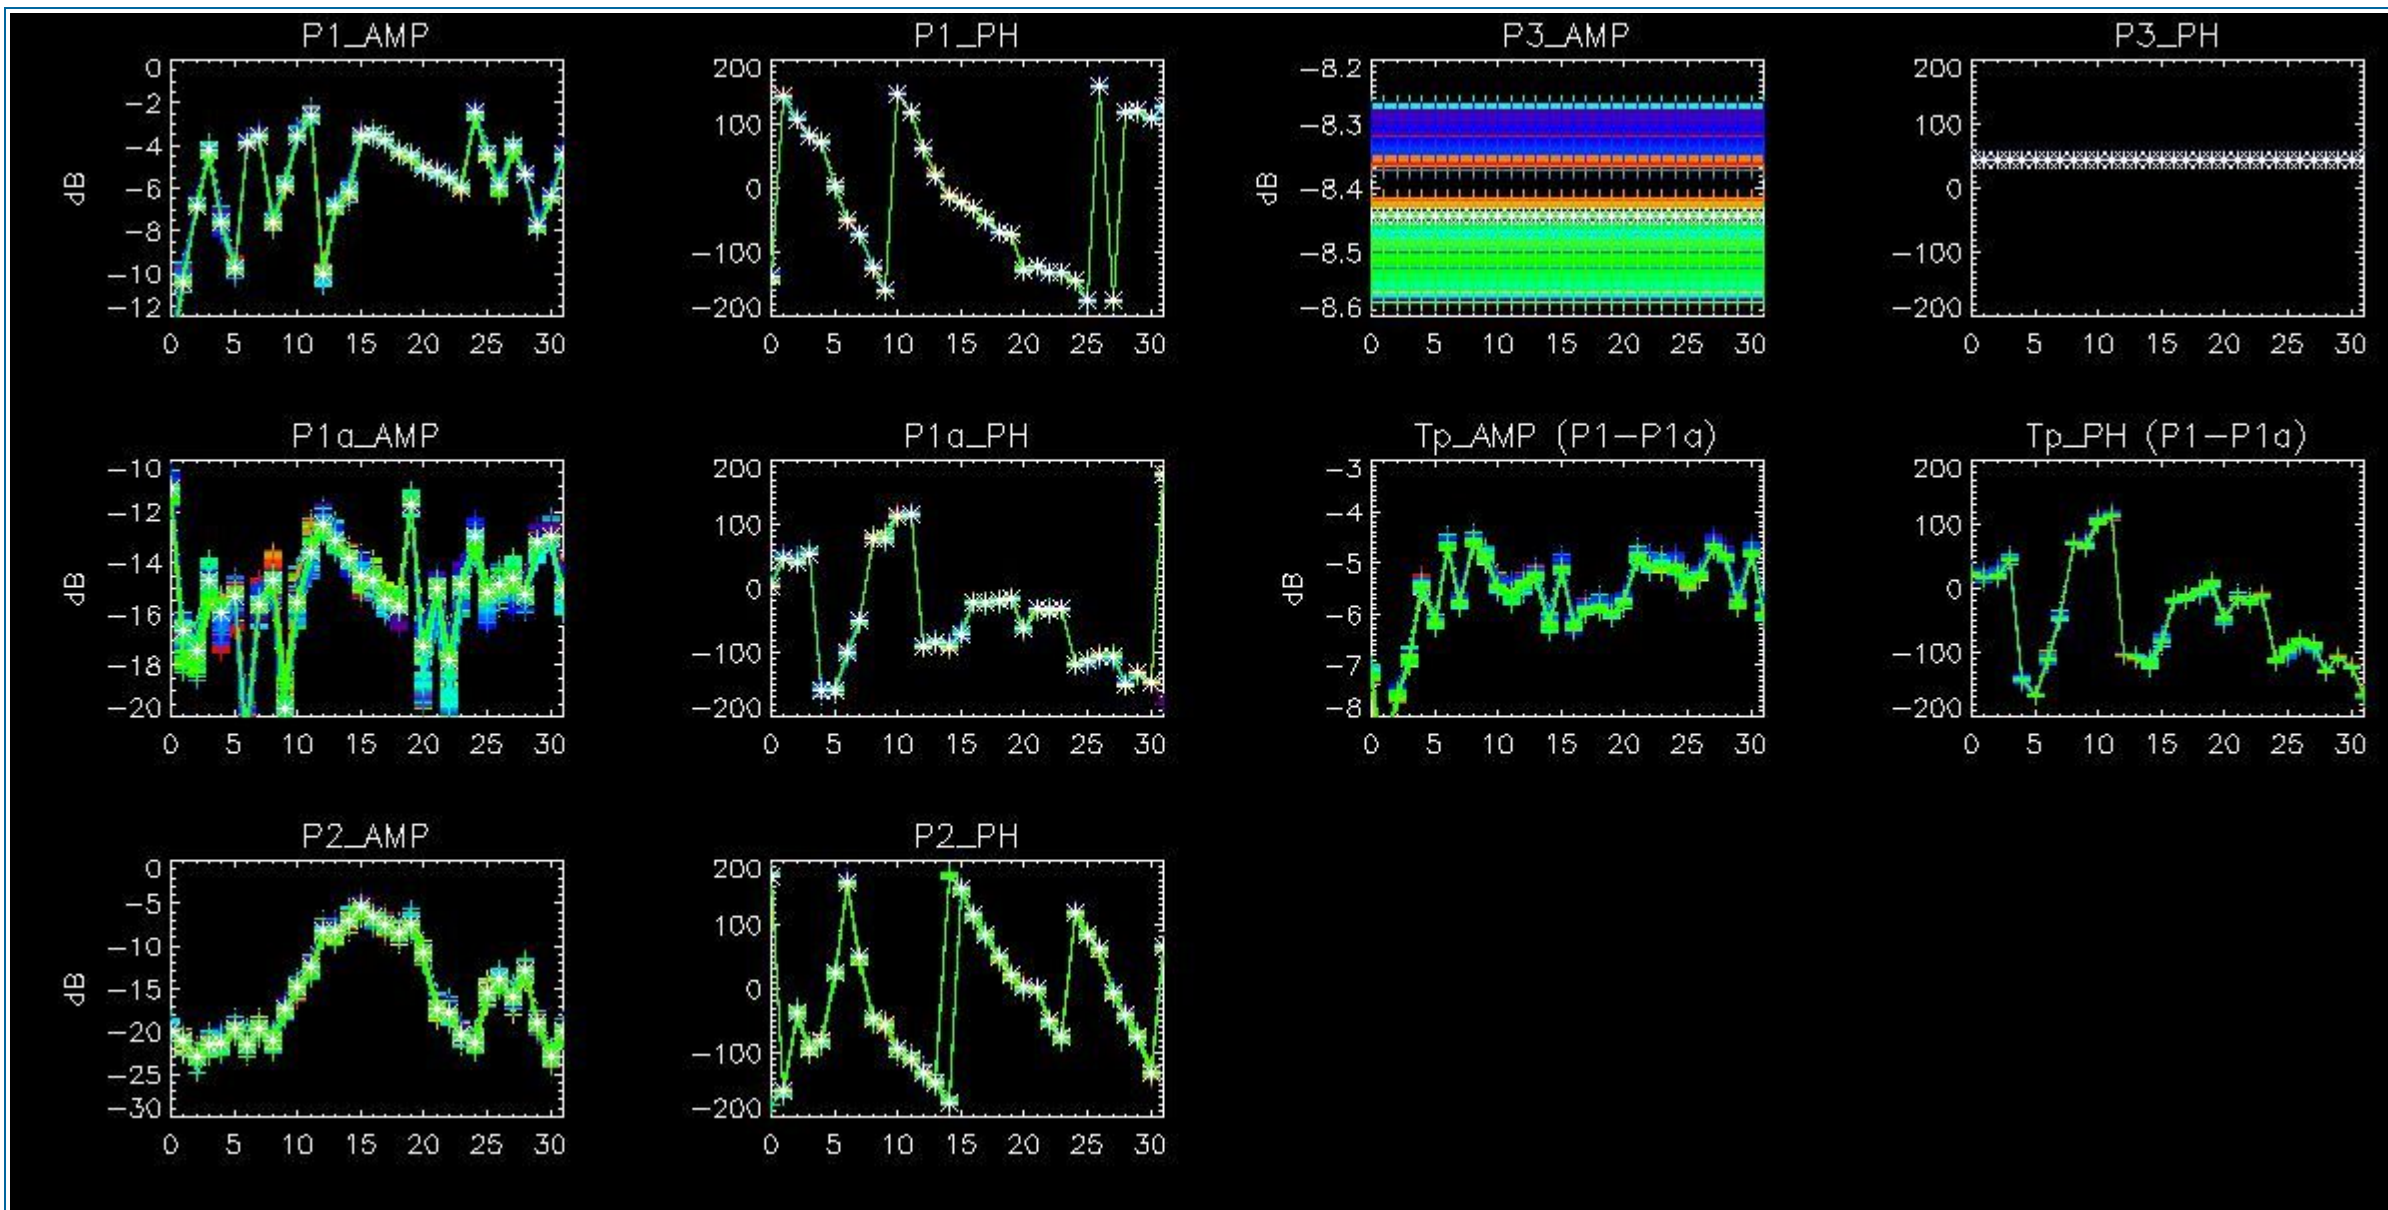 P1_AMP
0
−2
−4
−6
−8
−10
−12
dB
0 5 10 15 20 25 30
P1_PH
200
100
0
−100
−200
0 5 10 15 20 25 30
P3_AMP
−8.2
−8.3
−8.4
−8.5
−8.6
dB
0 5 10 15 20 25 30
P3_PH
200
100
0
−100
−200
0 5 10 15 20 25 30
P1a_AMP
−10
−12
−14
−16
−18
−20
dB
0 5 10 15 20 25 30
P1a_PH
200
100
0
−100
−200
0 5 10 15 20 25 30
Tp_AMP (P1−P1a)
−3
−4
−5
−6
−7
−8
dB
0 5 10 15 20 25 30
Tp_PH (P1−P1a)
200
100
0
−100
−200
0 5 10 15 20 25 30
P2_AMP
0
−5
−10
−15
−20
−25
−30
dB
0 5 10 15 20 25 30
P2_PH
200
100
0
−100
−200
0 5 10 15 20 25 30